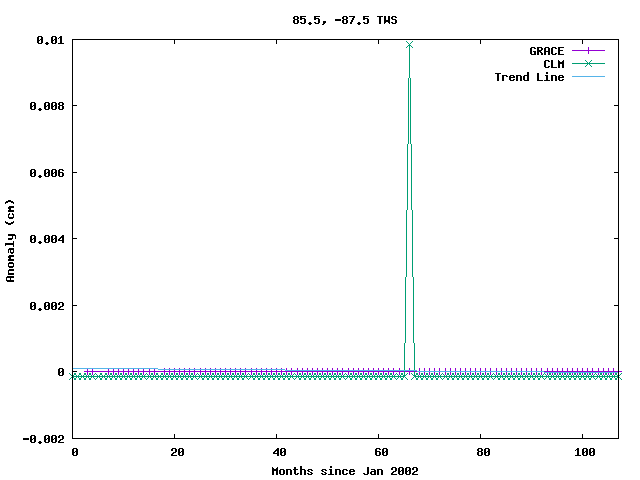 85.5, -87.5 TWS
GRACE
CLM
Trend Line
0.01
0.008
0.006
0.004
0.002
0
-0.002
Anomaly (cm)
0 20 40 60 80 100
Months since Jan 2002